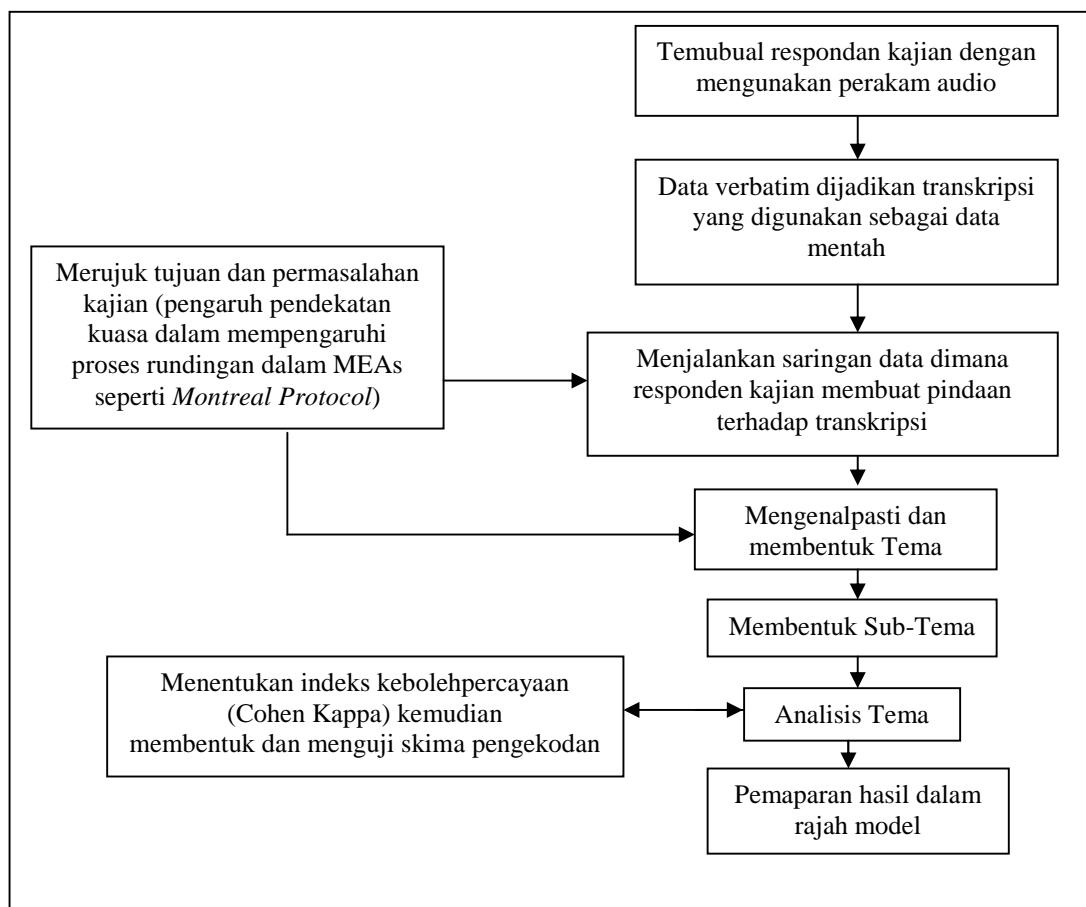 Temubual respondan kajian dengan
mengunakan perakam audio
Data verbatim dijadikan transkripsi
yang digunakan sebagai data
mentah
Merujuk tujuan dan permasalahan
kajian (pengaruh pendekatan
kuasa dalam mempengaruhi
proses rundingan dalam MEAs
seperti Montreal Protocol)
Menjalankan saringan data dimana
responden kajian membuat pindaan
terhadap transkripsi
Mengenalpasti dan
membentuk Tema
Membentuk Sub-Tema
Menentukan indeks kebolehpercayaan
(Cohen Kappa) kemudian
membentuk dan menguji skima pengekodan
Analisis Tema
Pemaparan hasil dalam
rajah model